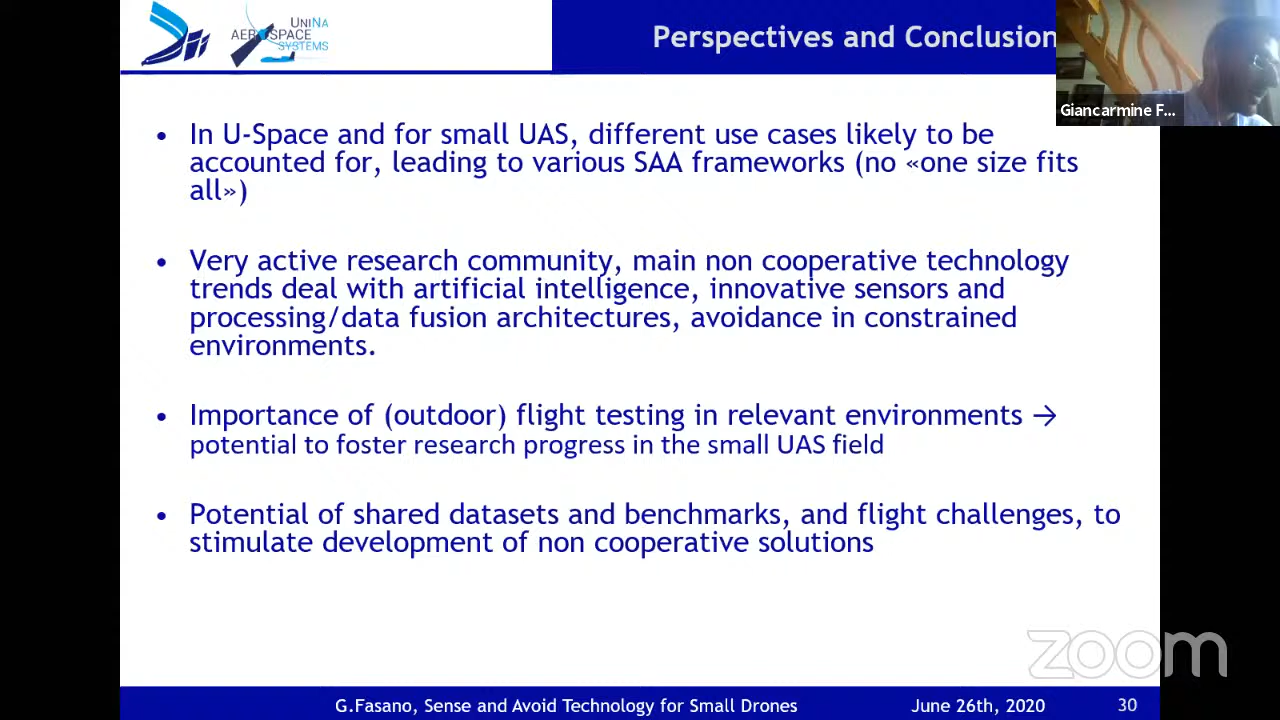 UNINA
AEROSPACE
SYSTEMS
Perspectives and Conclusion
Giancarmine F...
• In U-Space and for small UAS, different use cases likely to be
accounted for, leading to various SAA frameworks (no «one size fits
all»)
• Very active research community, main non cooperative technology
trends deal with artificial intelligence, innovative sensors and
processing/data fusion architectures, avoidance in constrained
environments.
• Importance of (outdoor) flight testing in relevant environments →
potential to foster research progress in the small UAS field
• Potential of shared datasets and benchmarks, and flight challenges, to
stimulate development of non cooperative solutions
zoom
G.Fasano, Sense and Avoid Technology for Small Drones June 26th, 2020 30